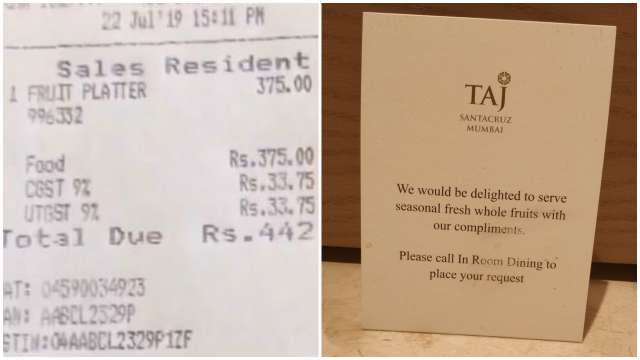 22 Jul'19 15:11 PM
Sales Resident
1 FRUIT PLATTER 375.00
996332
Food Rs.375.00
CGST 9% Rs.33.75
UTGST 9% Rs.33.75
Total Due Rs.442
AT: 04590034923
AN: AABCL2329P
STIN:04AABCL2329P1ZF
TAJ
SANTACRUZ
MUMBAI
We would be delighted to serve
seasonal fresh whole fruits with
our compliments.
Please call In Room Dining to
place your request